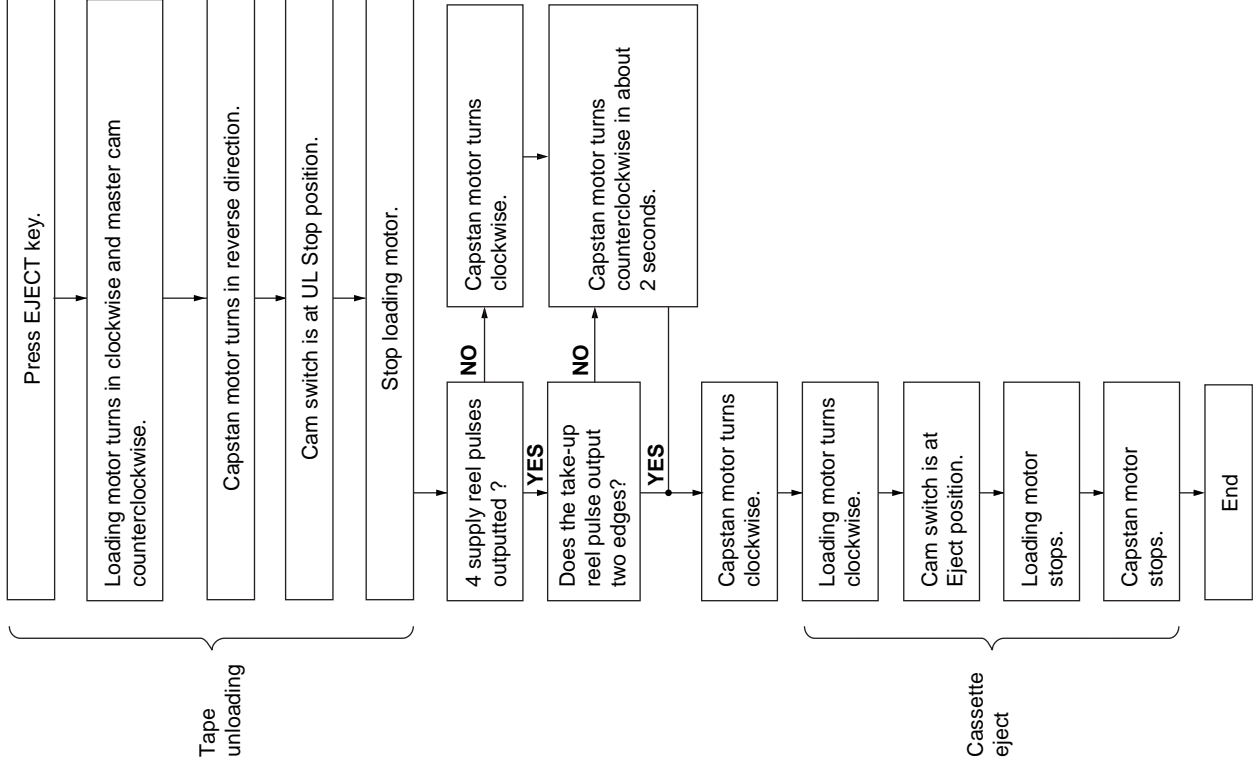 Tape
unloading
Press EJECT key.
Loading motor turns in clockwise and master cam
counterclockwise.
Capstan motor turns in reverse direction.
Cam switch is at UL Stop position.
Stop loading motor.
4 supply reel pulses
outputted ?
NO
Capstan motor turns
clockwise.
YES
Does the take-up
reel pulse output
two edges?
NO
Capstan motor turns
counterclockwise in about
2 seconds.
YES
Capstan motor turns
clockwise.
Cassette
eject
Loading motor turns
clockwise.
Cam switch is at
Eject position.
Loading motor
stops.
Capstan motor
stops.
End